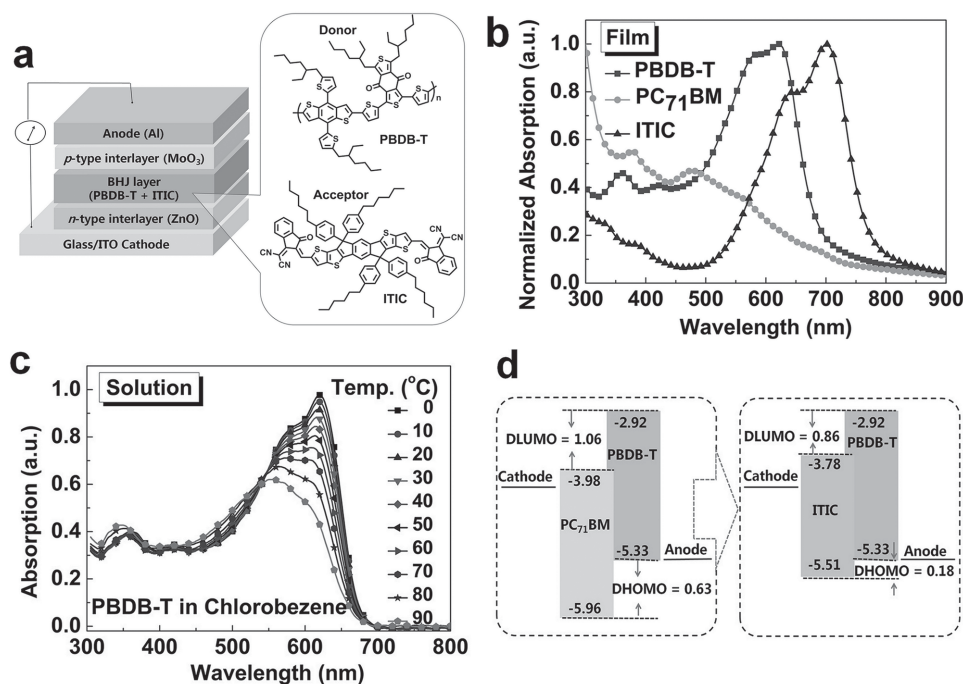 a
Anode (Al)
p-type interlayer (MoO₃)
BHJ layer
(PBDB-T + ITIC)
n-type interlayer (ZnO)
Glass/ITO Cathode
Donor
S
S
S
S
S
S
S
S
O
O
n
PBDB-T
Acceptor
CN
NC
CN
CN
O
O
S
S
S
S
ITIC
b
Film
PBDB-T
PC₇₁BM
ITIC
Normalized Absorption (a.u.)
1.0
0.8
0.6
0.4
0.2
0.0
300 400 500 600 700 800 900
Wavelength (nm)
c
Solution
Temp. (°C)
0
10
20
30
40
50
60
70
80
90
Absorption (a.u.)
1.0
0.8
0.6
0.4
0.2
0.0
PBDB-T in Chlorobezene
300 400 500 600 700 800
Wavelength (nm)
d
-2.92
DLUMO = 1.06
PBDB-T
Cathode
-3.98
PC₇₁BM
-5.33
Anode
DHOMO = 0.63
-5.96
-2.92
DLUMO = 0.86
PBDB-T
-3.78
Cathode
ITIC
-5.33
Anode
-5.51
DHOMO = 0.18